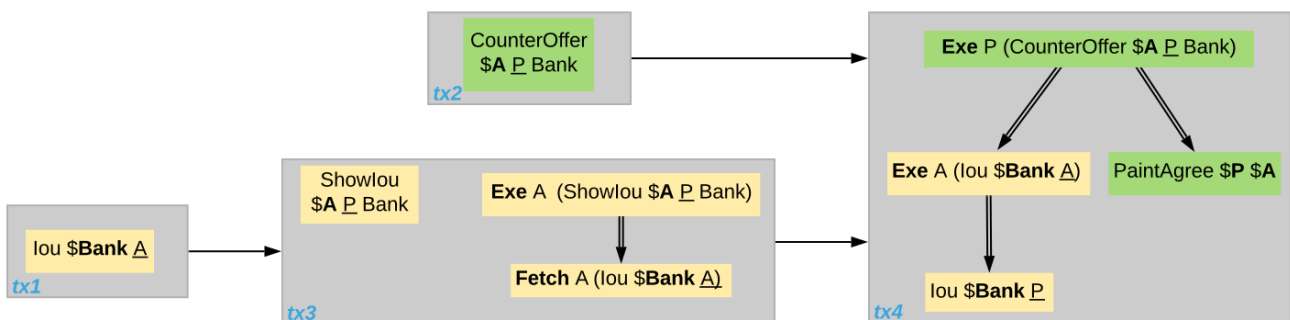 CounterOffer
$A P Bank
tx2
Exe P (CounterOffer $A P Bank)
Exe A (Iou $Bank A)
PaintAgree $P $A
Iou $Bank P
tx4
ShowIou
$A P Bank
Exe A (ShowIou $A P Bank)
Fetch A (Iou $Bank A)
tx3
Iou $Bank A
tx1